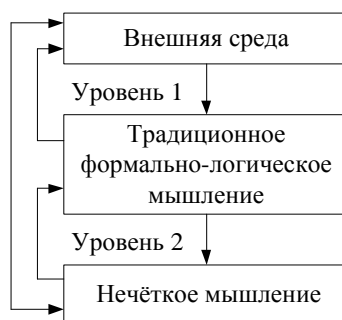 Внешняя среда
Уровень 1
Традиционное
формально-логическое
мышление
Уровень 2
Нечёткое мышление